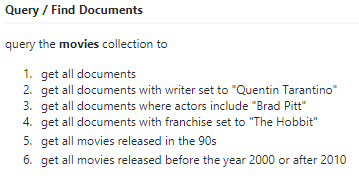 Query / Find Documents
query the movies collection to
1. get all documents
2. get all documents with writer set to "Quentin Tarantino"
3. get all documents where actors include "Brad Pitt"
4. get all documents with franchise set to "The Hobbit"
5. get all movies released in the 90s
6. get all movies released before the year 2000 or after 2010